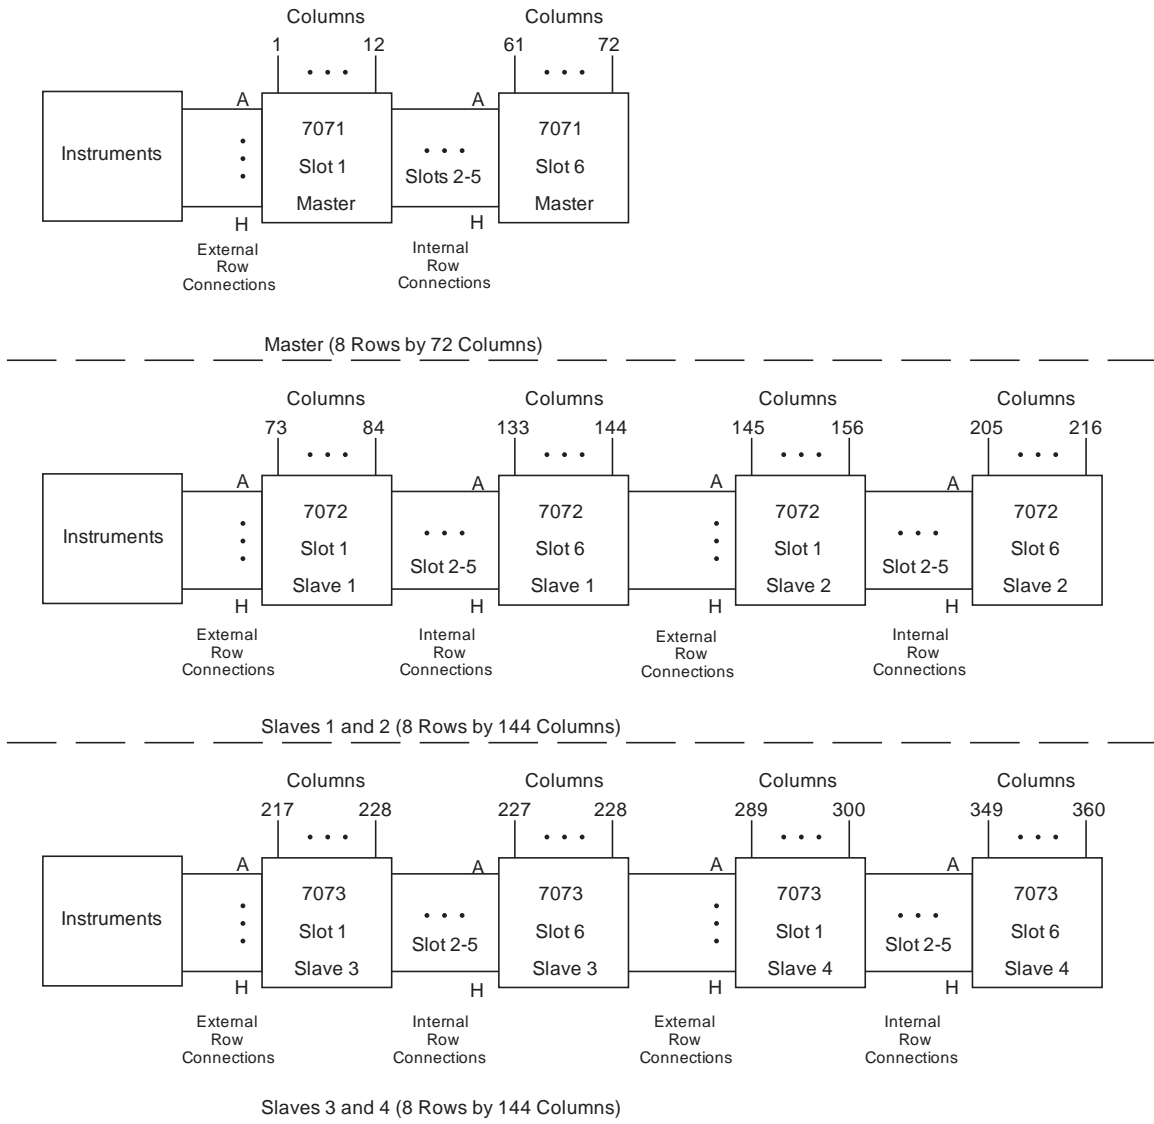 Columns Columns
1 12 61 72
• • • • • •
A A
Instruments 7071 Slot 1 Master
• • •
Slots 2-5
7071 Slot 6 Master
H H
External Row Connections
Internal Row Connections
Master (8 Rows by 72 Columns)
Columns Columns Columns Columns
73 84 133 144 145 156 205 216
• • • • • • • • • • • •
A A A A
Instruments
7072 Slot 1 Slave 1
• • •
Slot 2-5
7072 Slot 6 Slave 1
7072 Slot 1 Slave 2
• • •
Slot 2-5
7072 Slot 6 Slave 2
H H H H
External Row Connections
Internal Row Connections
External Row Connections
Internal Row Connections
Slaves 1 and 2 (8 Rows by 144 Columns)
Columns Columns Columns Columns
217 228 227 228 289 300 349 360
• • • • • • • • • • • •
A A A A
Instruments
7073 Slot 1 Slave 3
• • •
Slot 2-5
7073 Slot 6 Slave 3
7073 Slot 1 Slave 4
• • •
Slot 2-5
7073 Slot 6 Slave 4
H H H H
External Row Connections
Internal Row Connections
External Row Connections
Internal Row Connections
Slaves 3 and 4 (8 Rows by 144 Columns)